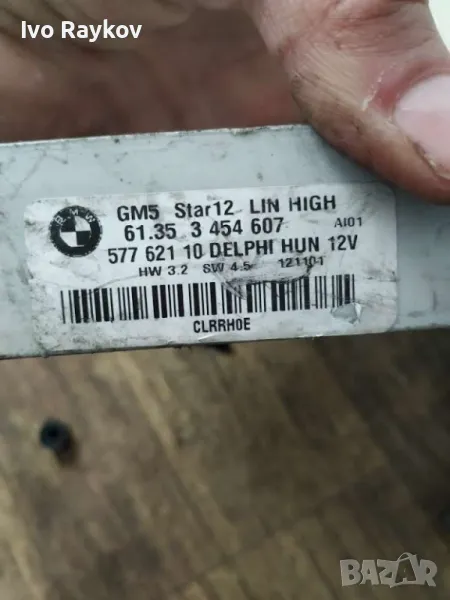 Ivo Raykov
BMW
GM5 Star12 LIN HIGH
61.35 3 454 607 AI01
577 621 10 DELPHI HUN 12V
HW 3.2 SW 4.5 121101
CLRRH0E
BAZAR